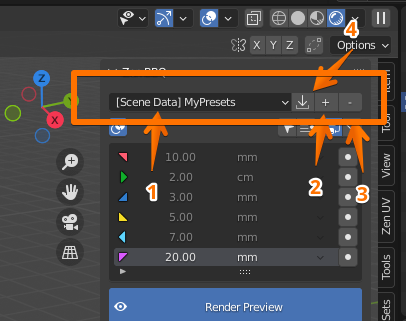 4
X Y Z Options
Zen BBQ
[Scene Data] MyPresets + -
1 2 3
10.00 mm
2.00 cm
3.00 mm
5.00 mm
7.00 mm
20.00 mm
Render Preview
Item
Tool
View
Zen UV
Tools
Sets